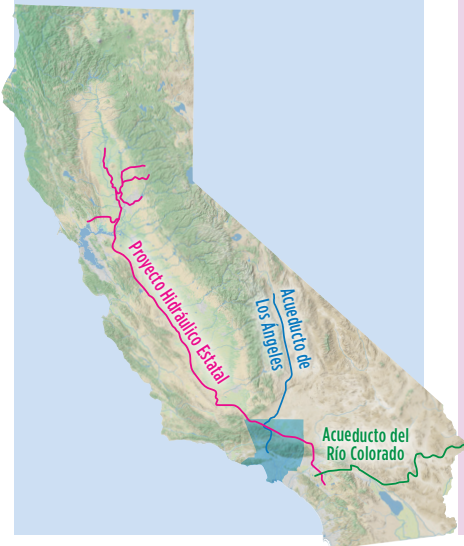 Proyecto Hidráulico Estatal
Acueducto de
Los Ángeles
Acueducto del
Río Colorado